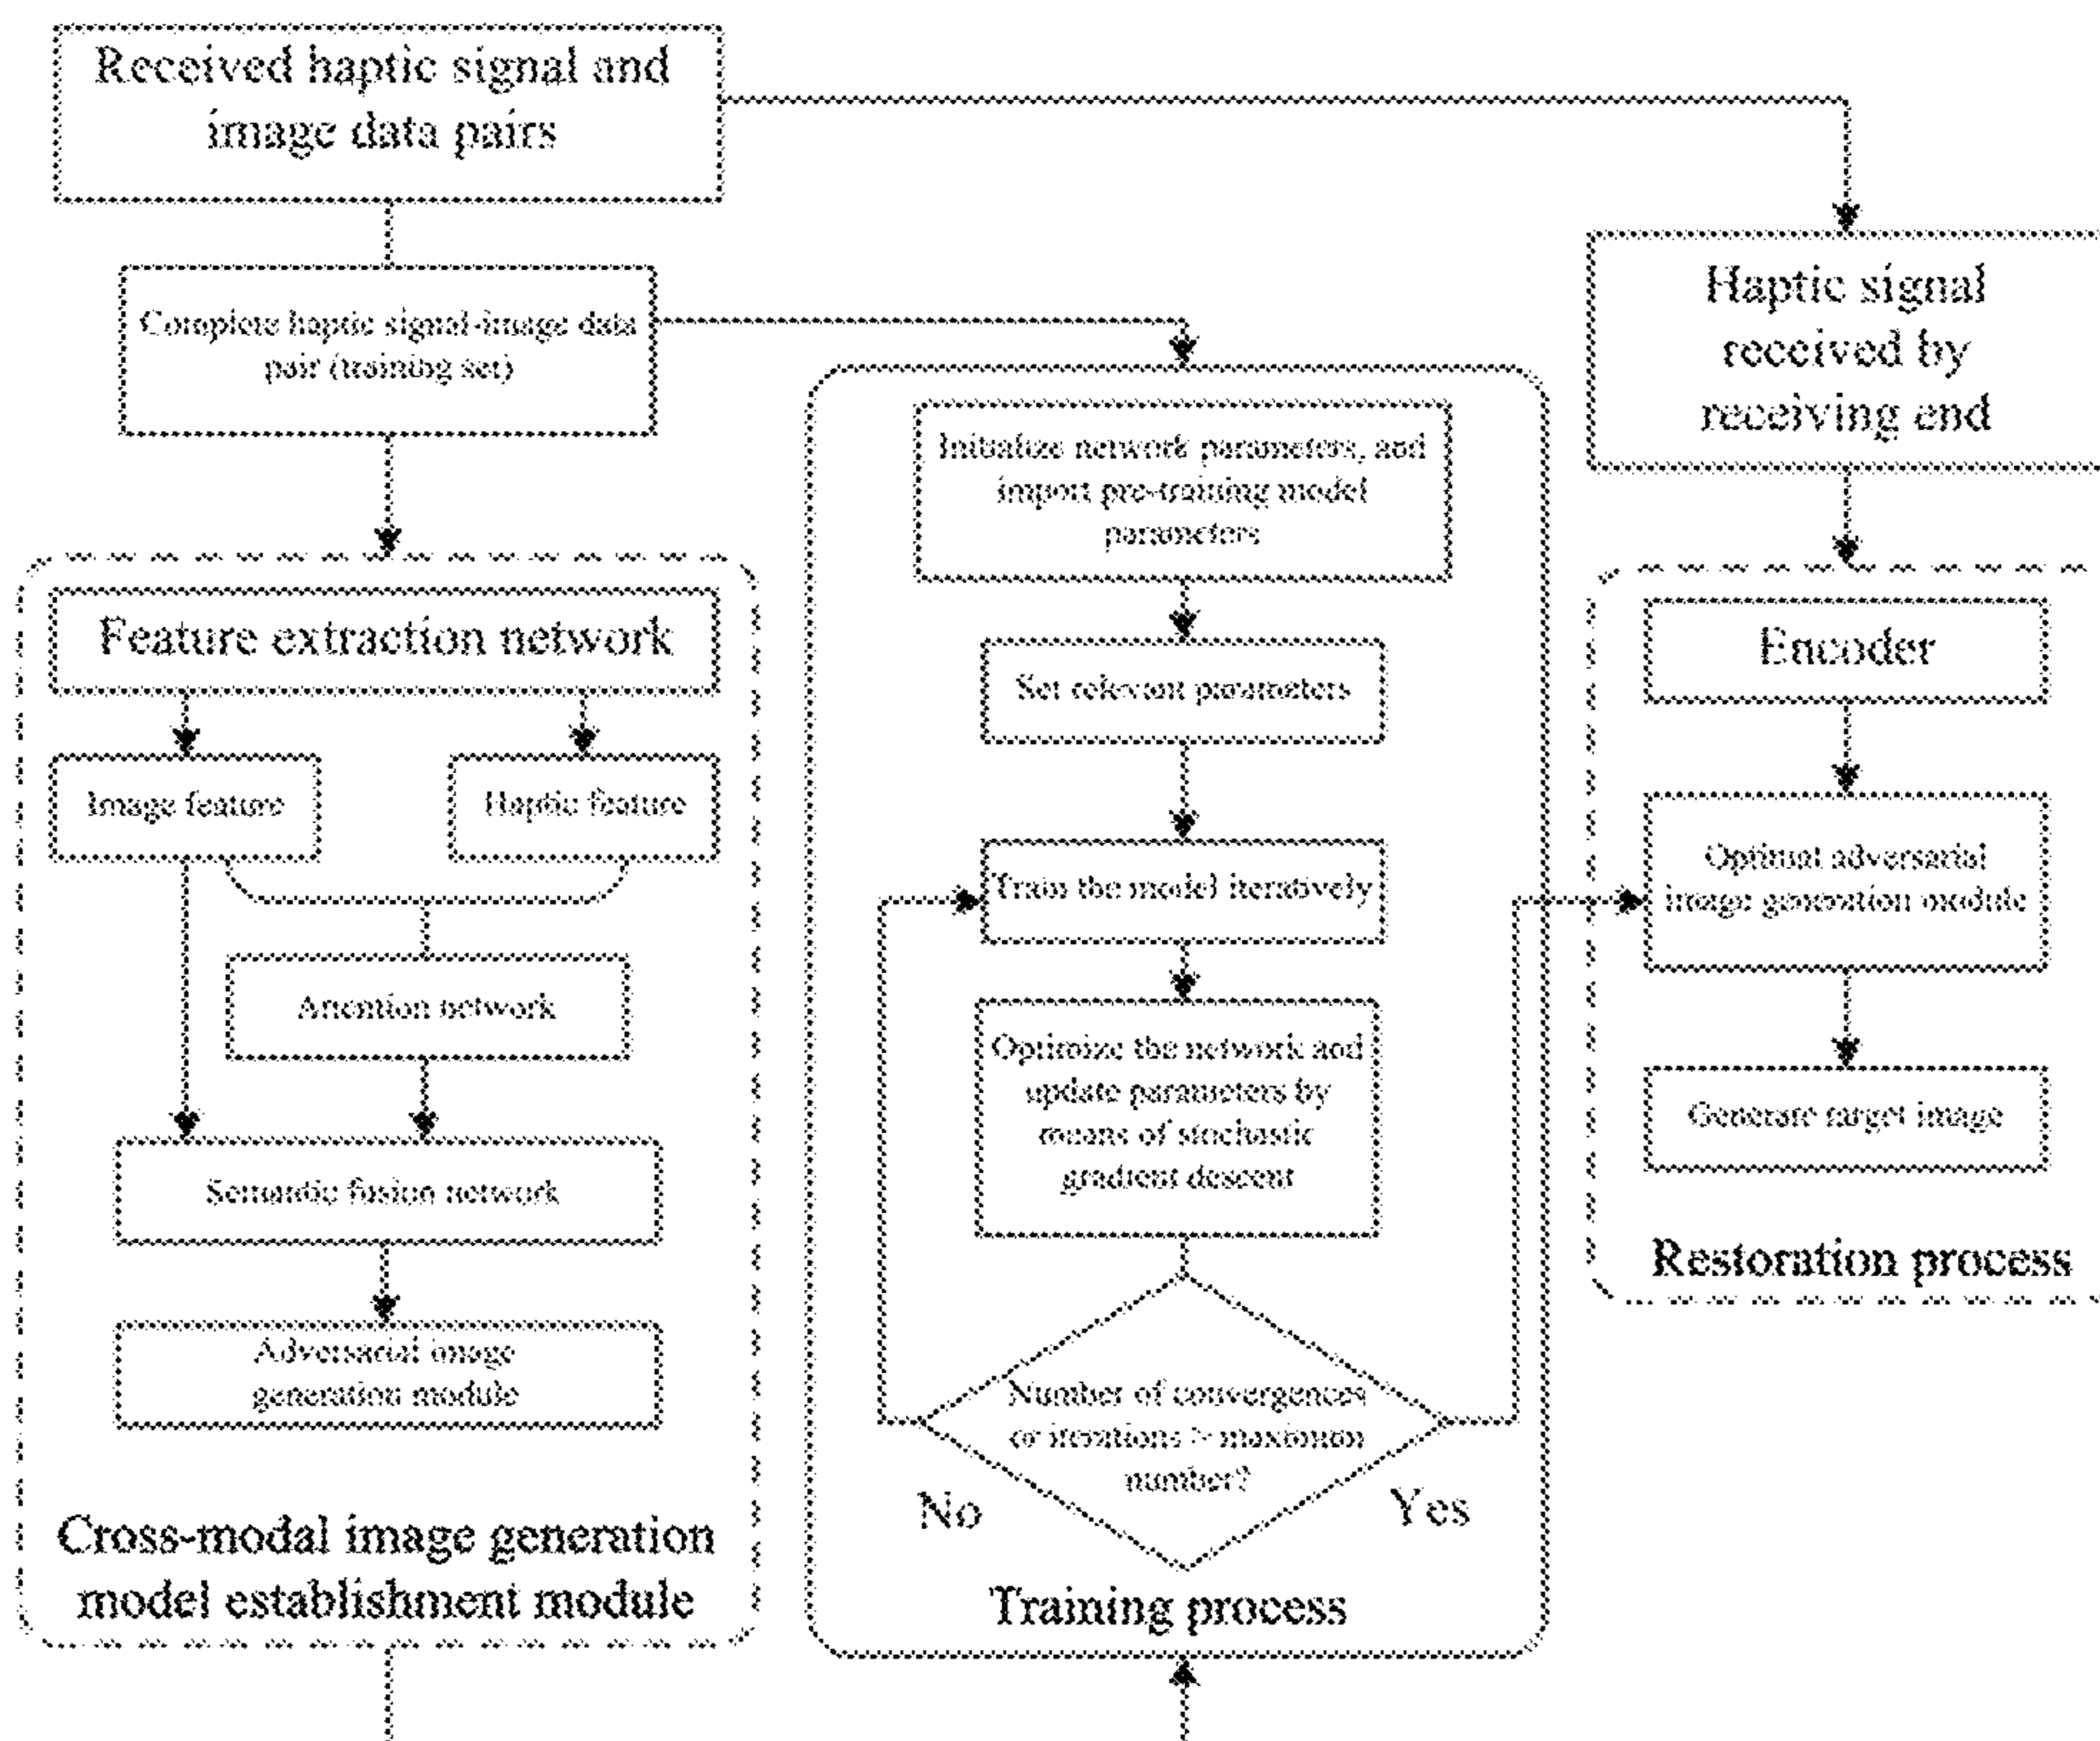 Received haptic signal and
image data pairs
Complete haptic signal-image data
pair (training set)
Feature extraction network
Image feature
Haptic feature
Attention network
Semantic fusion network
Adversarial image
generation module
Cross-modal image generation
model establishment module
Initialize network parameters, and
import pre-training model
parameters
Set relevant parameters
Train the model iteratively
Optimize the network and
update parameters by
means of stochastic
gradient descent
Number of convergences
or iterations > maximum
number?
No
Yes
Training process
Haptic signal
received by
receiving end
Encoder
Optimal adversarial
image generation module
Generate target image
Restoration process